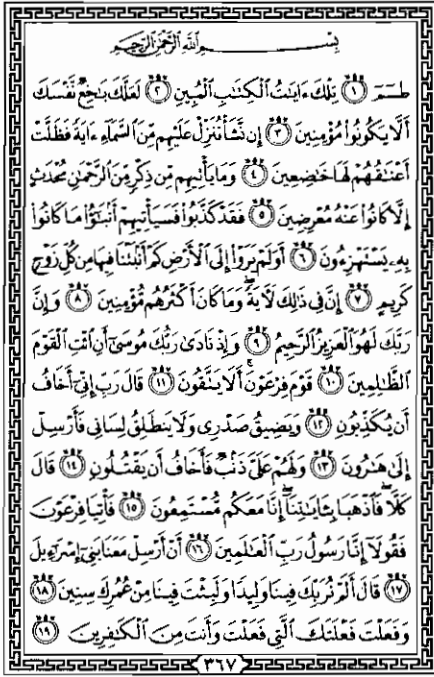 بِسْمِ اللَّهِ الرَّحْمَٰنِ الرَّحِيمِ
طسٓمٓ ﴿١﴾ تِلْكَ ءَايَٰتُ ٱلْكِتَٰبِ ٱلْمُبِينِ ﴿٢﴾ لَعَلَّكَ بَٰخِعٌ نَّفْسَكَ
أَلَّا يَكُونُوا۟ مُؤْمِنِينَ ﴿٣﴾ إِن نَّشَأْ نُنَزِّلْ عَلَيْهِم مِّنَ ٱلسَّمَآءِ ءَايَةً فَظَلَّتْ
أَعْنَٰقُهُمْ لَهَا خَٰضِعِينَ ﴿٤﴾ وَمَا يَأْتِيهِم مِّن ذِكْرٍ مِّنَ ٱلرَّحْمَٰنِ مُحْدَثٍ
إِلَّا كَانُوا۟ عَنْهُ مُعْرِضِينَ ﴿٥﴾ فَقَدْ كَذَّبُوا۟ فَسَيَأْتِيهِمْ أَنۢبَٰٓؤُا۟ مَا كَانُوا۟
بِهِۦ يَسْتَهْزِءُونَ ﴿٦﴾ أَوَلَمْ يَرَوْا۟ إِلَى ٱلْأَرْضِ كَمْ أَنۢبَتْنَا فِيهَا مِن كُلِّ زَوْجٍ
كَرِيمٍ ﴿٧﴾ إِنَّ فِى ذَٰلِكَ لَءَايَةً ۖ وَمَا كَانَ أَكْثَرُهُم مُّؤْمِنِينَ ﴿٨﴾ وَإِنَّ
رَبَّكَ لَهُوَ ٱلْعَزِيزُ ٱلرَّحِيمُ ﴿٩﴾ وَإِذْ نَادَىٰ رَبُّكَ مُوسَىٰٓ أَنِ ٱئْتِ ٱلْقَوْمَ
ٱلظَّٰلِمِينَ ﴿١٠﴾ قَوْمَ فِرْعَوْنَ ۚ أَلَا يَتَّقُونَ ﴿١١﴾ قَالَ رَبِّ إِنِّىٓ أَخَافُ
أَن يُكَذِّبُونِ ﴿١٢﴾ وَيَضِيقُ صَدْرِى وَلَا يَنطَلِقُ لِسَانِى فَأَرْسِلْ
إِلَىٰ هَٰرُونَ ﴿١٣﴾ وَلَهُمْ عَلَىَّ ذَنۢبٌ فَأَخَافُ أَن يَقْتُلُونِ ﴿١٤﴾ قَالَ
كَلَّا ۖ فَٱذْهَبَا بِـَٔايَٰتِنَآ ۖ إِنَّا مَعَكُم مُّسْتَمِعُونَ ﴿١٥﴾ فَأْتِيَا فِرْعَوْنَ
فَقُولَآ إِنَّا رَسُولُ رَبِّ ٱلْعَٰلَمِينَ ﴿١٦﴾ أَنْ أَرْسِلْ مَعَنَا بَنِىٓ إِسْرَٰٓءِيلَ
﴿١٧﴾ قَالَ أَلَمْ نُرَبِّكَ فِينَا وَلِيدًا وَلَبِثْتَ فِينَا مِنْ عُمُرِكَ سِنِينَ ﴿١٨﴾
وَفَعَلْتَ فَعْلَتَكَ ٱلَّتِى فَعَلْتَ وَأَنتَ مِنَ ٱلْكَٰفِرِينَ ﴿١٩﴾
٣٦٧